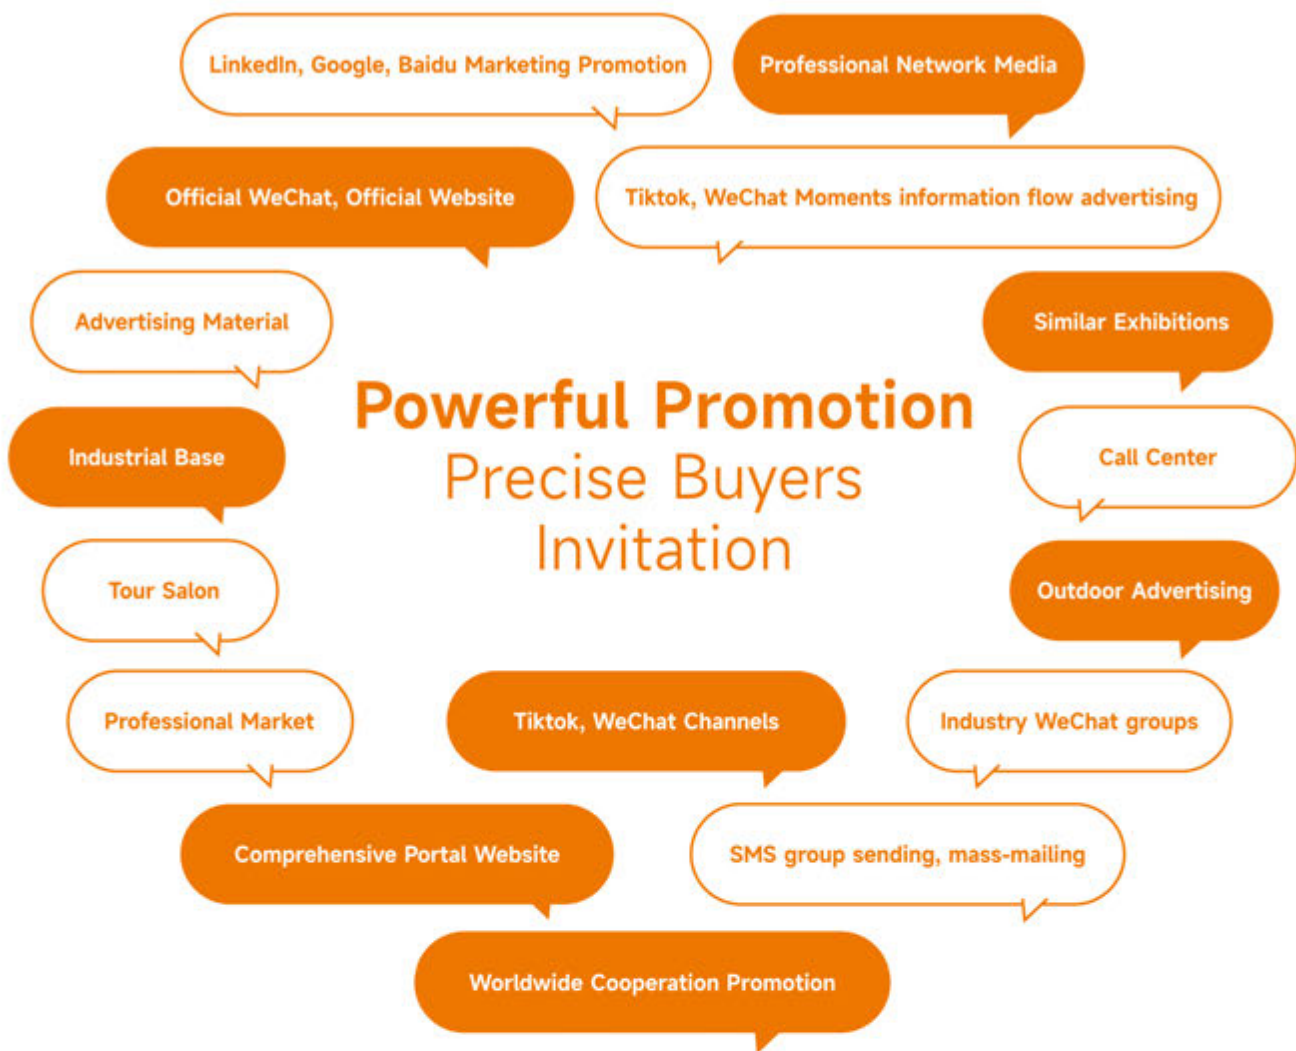 LinkedIn, Google, Baidu Marketing Promotion
Professional Network Media
Official WeChat, Official Website
Tiktok, WeChat Moments information flow advertising
Advertising Material
Similar Exhibitions
Powerful Promotion
Precise Buyers
Invitation
Industrial Base
Call Center
Tour Salon
Outdoor Advertising
Professional Market
Tiktok, WeChat Channels
Industry WeChat groups
Comprehensive Portal Website
SMS group sending, mass-mailing
Worldwide Cooperation Promotion